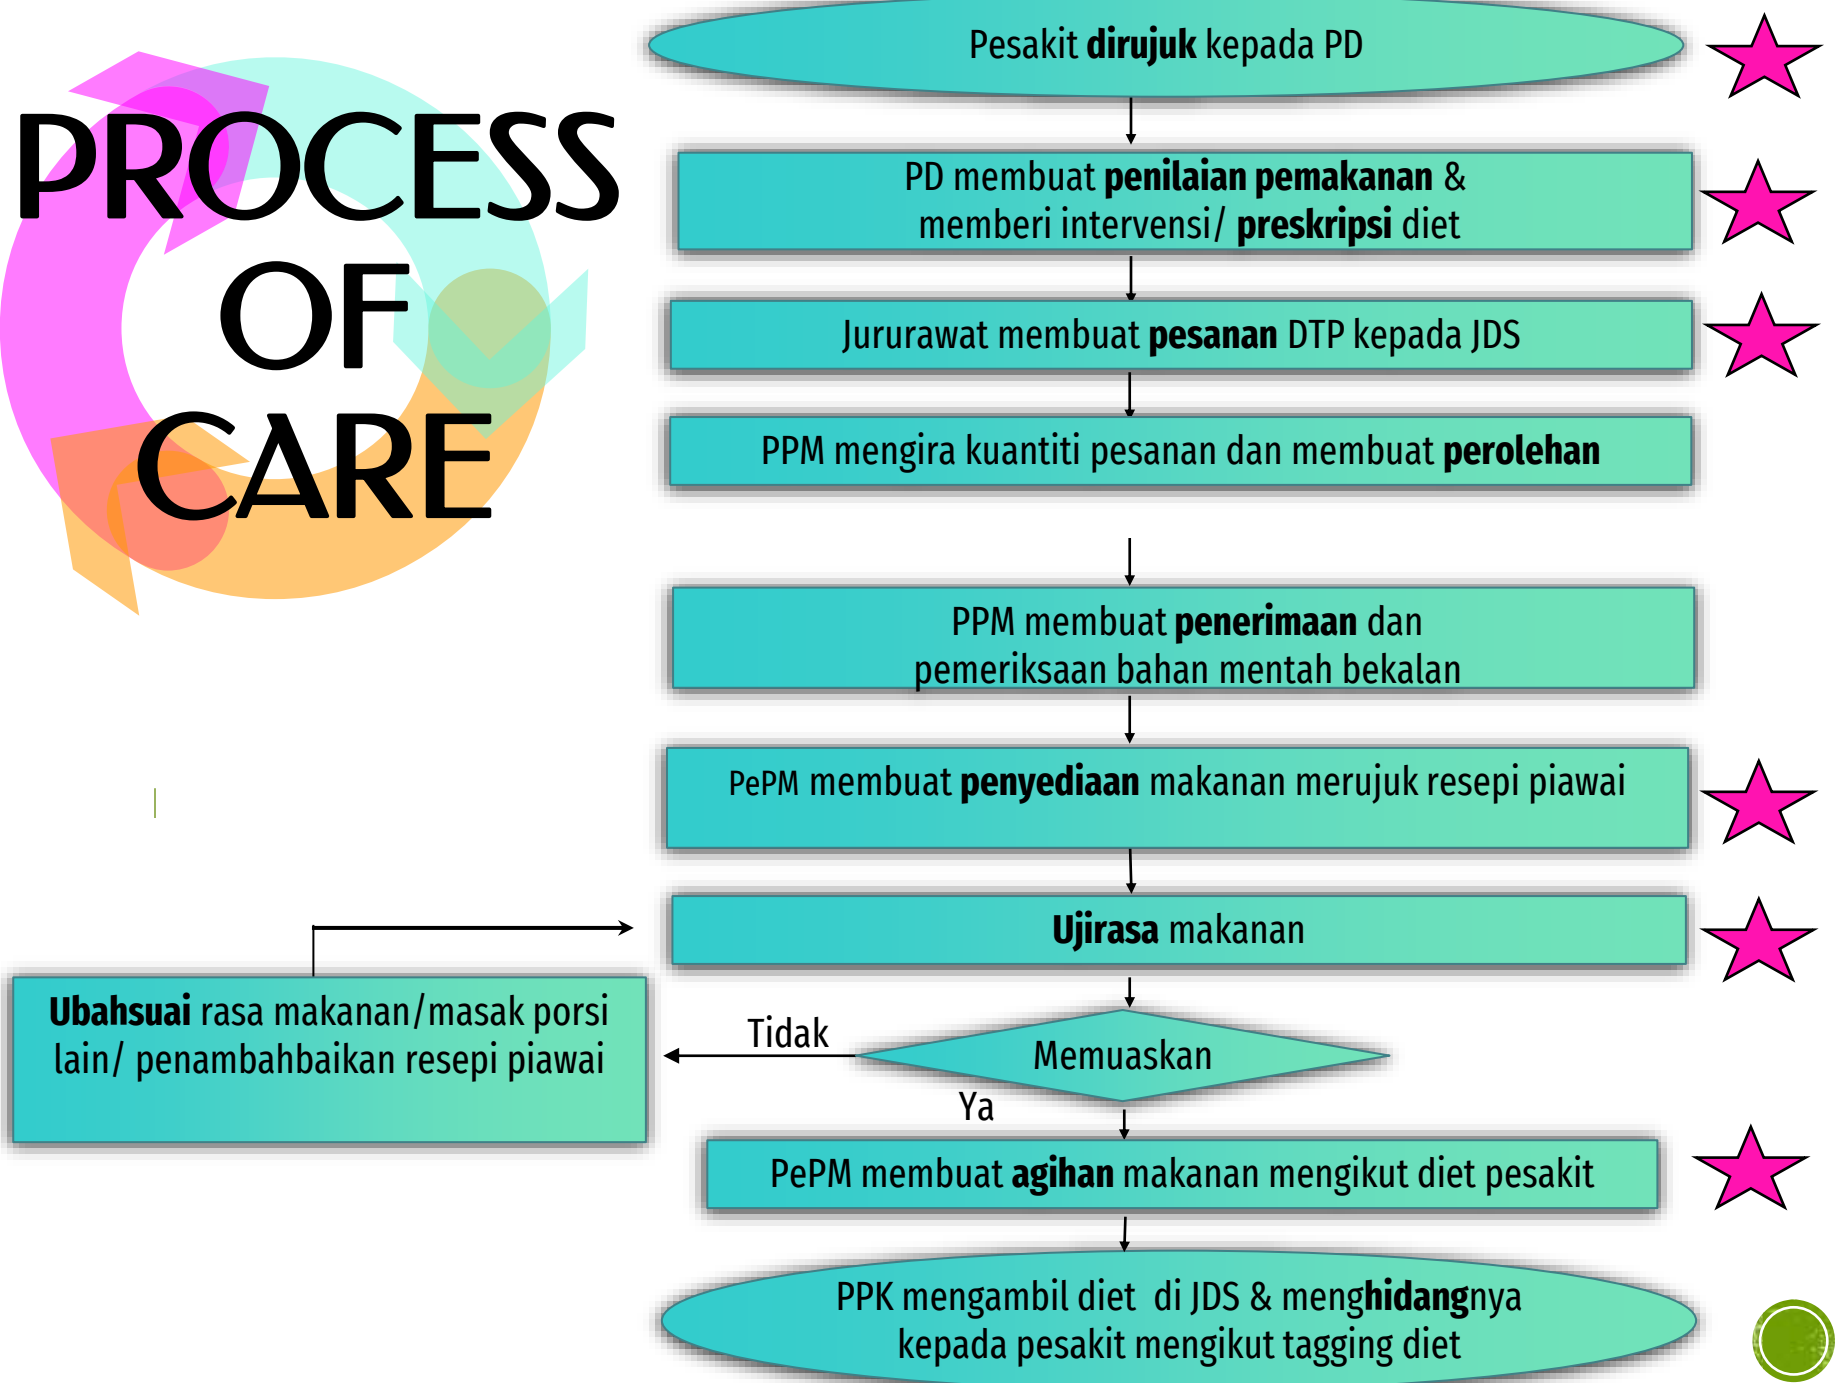 PROCESS
OF
CARE
Pesakit dirujuk kepada PD
PD membuat penilaian pemakanan &
memberi intervensi/ preskripsi diet
Jururawat membuat pesanan DTP kepada JDS
PPM mengira kuantiti pesanan dan membuat perolehan
PPM membuat penerimaan dan
pemeriksaan bahan mentah bekalan
PePM membuat penyediaan makanan merujuk resepi piawai
Ujirasa makanan
Ubahsuai rasa makanan/masak porsi
lain/ penambahbaikan resepi piawai
Tidak
Memuaskan
Ya
PePM membuat agihan makanan mengikut diet pesakit
PPK mengambil diet di JDS & menghidangnya
kepada pesakit mengikut tagging diet